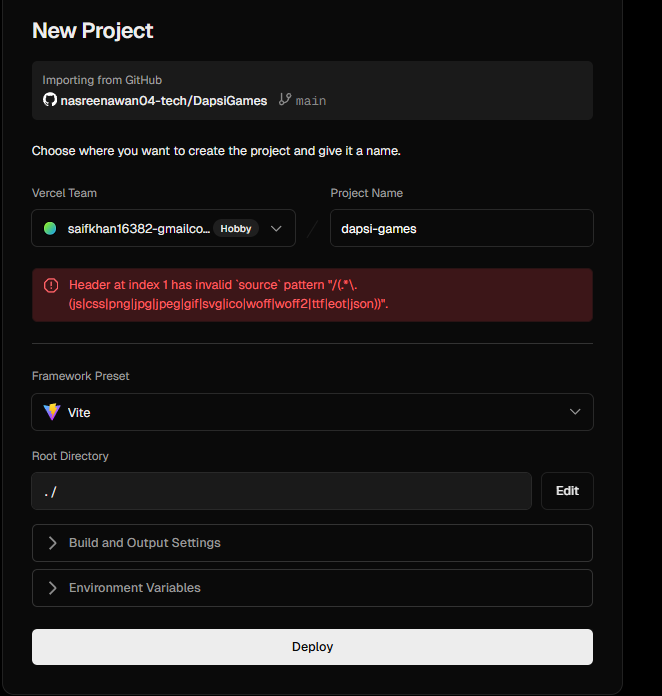 New Project
Importing from GitHub
nasreenawan04-tech/DapsiGames main
Choose where you want to create the project and give it a name.
Vercel Team
Project Name
saifkhan16382-gmailco... Hobby
/
dapsi-games
Header at index 1 has invalid `source` pattern "/(.*\.
(js|css|png|jpg|jpeg|gif|svg|ico|woff|woff2|ttf|eot|json))".
Framework Preset
Vite
Root Directory
./
Edit
Build and Output Settings
Environment Variables
Deploy